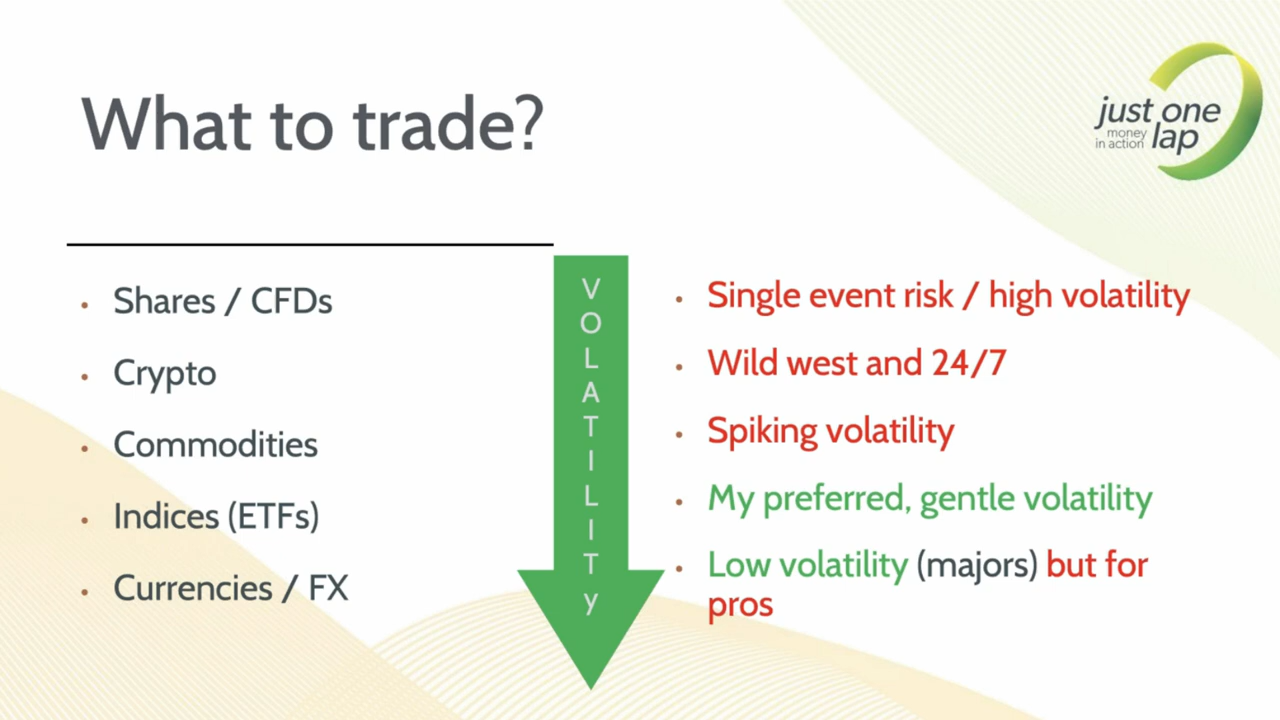 What to trade?
just one
money
in action lap
• Shares / CFDs
• Crypto
• Commodities
• Indices (ETFs)
• Currencies / FX
V
O
L
A
T
I
L
I
T
y
• Single event risk / high volatility
• Wild west and 24/7
• Spiking volatility
• My preferred, gentle volatility
• Low volatility (majors) but for
pros